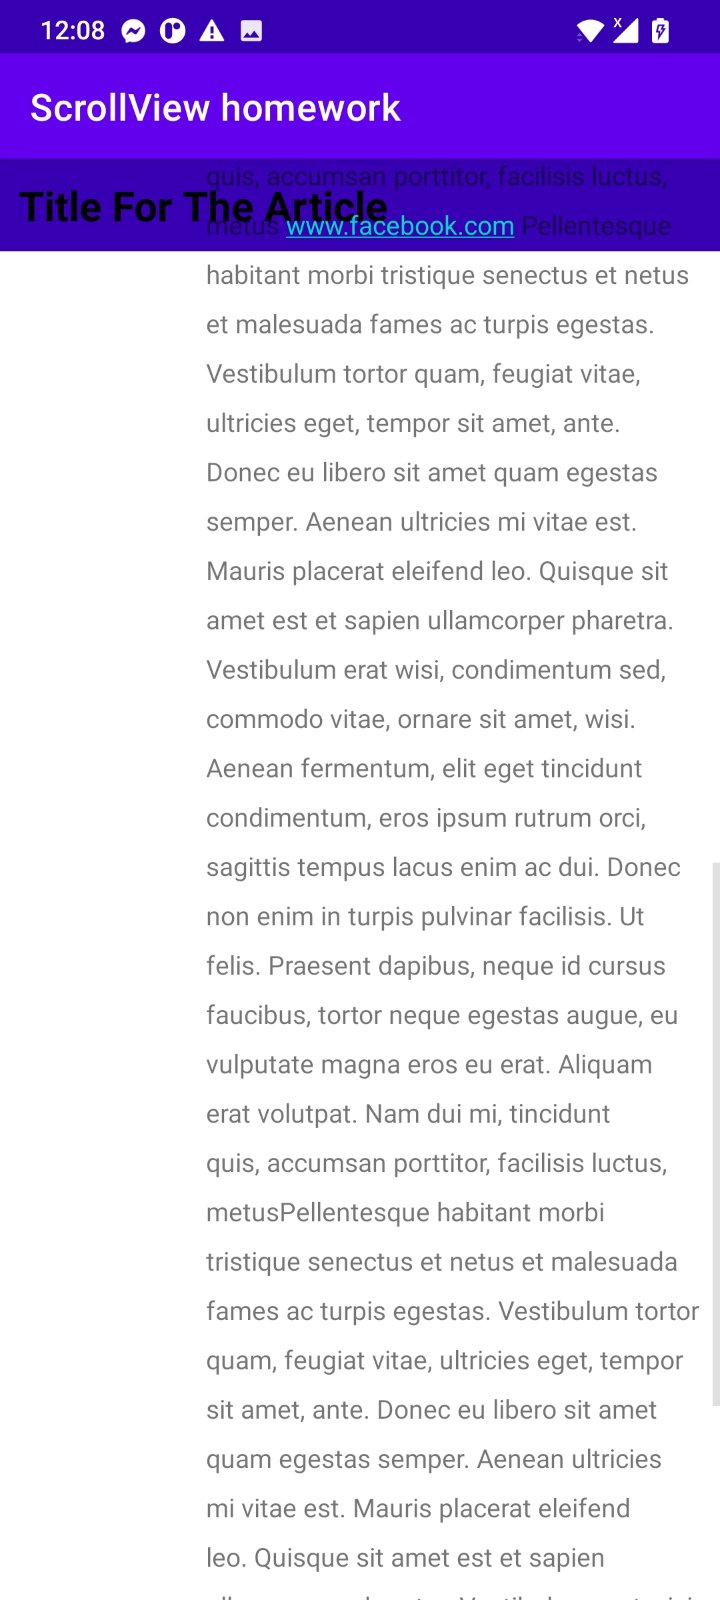 12:08
ScrollView homework
quis, accumsan porttitor, facilisis luctus,
Title For The Article
metus www.facebook.com Pellentesque
habitant morbi tristique senectus et netus
et malesuada fames ac turpis egestas.
Vestibulum tortor quam, feugiat vitae,
ultricies eget, tempor sit amet, ante.
Donec eu libero sit amet quam egestas
semper. Aenean ultricies mi vitae est.
Mauris placerat eleifend leo. Quisque sit
amet est et sapien ullamcorper pharetra.
Vestibulum erat wisi, condimentum sed,
commodo vitae, ornare sit amet, wisi.
Aenean fermentum, elit eget tincidunt
condimentum, eros ipsum rutrum orci,
sagittis tempus lacus enim ac dui. Donec
non enim in turpis pulvinar facilisis. Ut
felis. Praesent dapibus, neque id cursus
faucibus, tortor neque egestas augue, eu
vulputate magna eros eu erat. Aliquam
erat volutpat. Nam dui mi, tincidunt
quis, accumsan porttitor, facilisis luctus,
metusPellentesque habitant morbi
tristique senectus et netus et malesuada
fames ac turpis egestas. Vestibulum tortor
quam, feugiat vitae, ultricies eget, tempor
sit amet, ante. Donec eu libero sit amet
quam egestas semper. Aenean ultricies
mi vitae est. Mauris placerat eleifend
leo. Quisque sit amet est et sapien